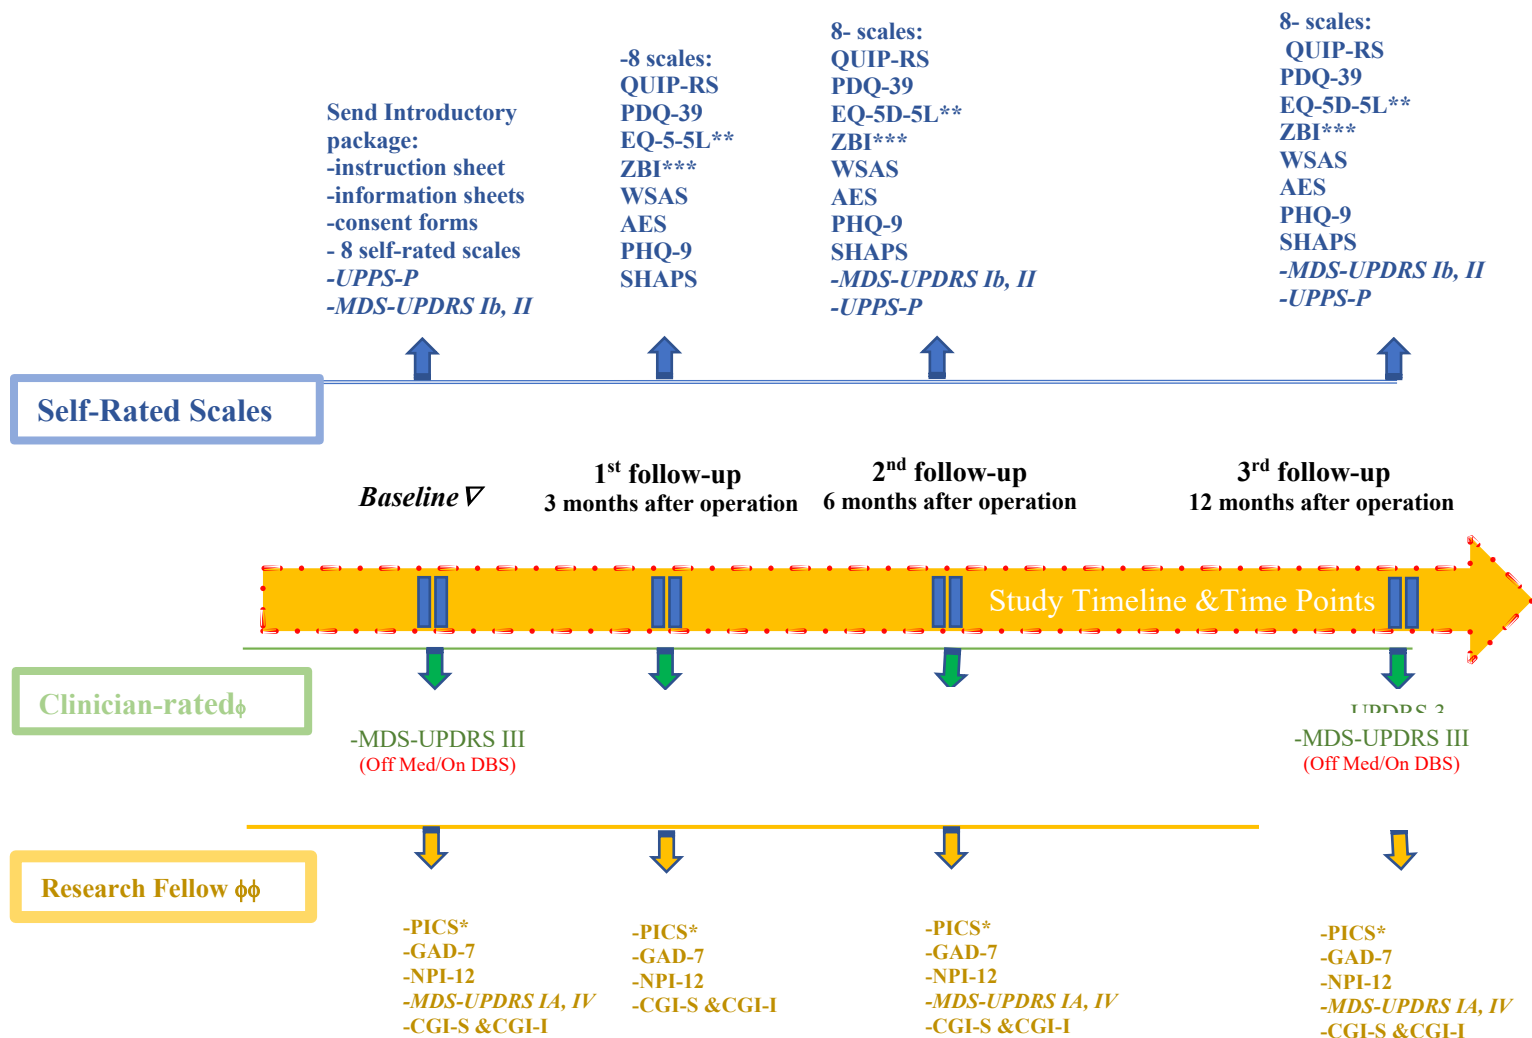 Send Introductory
package:
-instruction sheet
-information sheets
-consent forms
- 8 self-rated scales
-UPPS-P
-MDS-UPDRS Ib, II
-8 scales:
QUIP-RS
PDQ-39
EQ-5-5L**
ZBI***
WSAS
AES
PHQ-9
SHAPS
8- scales:
QUIP-RS
PDQ-39
EQ-5D-5L**
ZBI***
WSAS
AES
PHQ-9
SHAPS
-MDS-UPDRS Ib, II
-UPPS-P
8- scales:
QUIP-RS
PDQ-39
EQ-5D-5L**
ZBI***
WSAS
AES
PHQ-9
SHAPS
-MDS-UPDRS Ib, II
-UPPS-P
Self-Rated Scales
Baseline ∇
1st follow-up
3 months after operation
2nd follow-up
6 months after operation
3rd follow-up
12 months after operation
Study Timeline &Time Points
Clinician-ratedϕ
-MDS-UPDRS III
(Off Med/On DBS)
UPDRS 3
-MDS-UPDRS III
(Off Med/On DBS)
Research Fellow ϕϕ
-PICS*
-GAD-7
-NPI-12
-MDS-UPDRS IA, IV
-CGI-S &CGI-I
-PICS*
-GAD-7
-NPI-12
-CGI-S &CGI-I
-PICS*
-GAD-7
-NPI-12
-MDS-UPDRS IA, IV
-CGI-S &CGI-I
-PICS*
-GAD-7
-NPI-12
-MDS-UPDRS IA, IV
-CGI-S &CGI-I